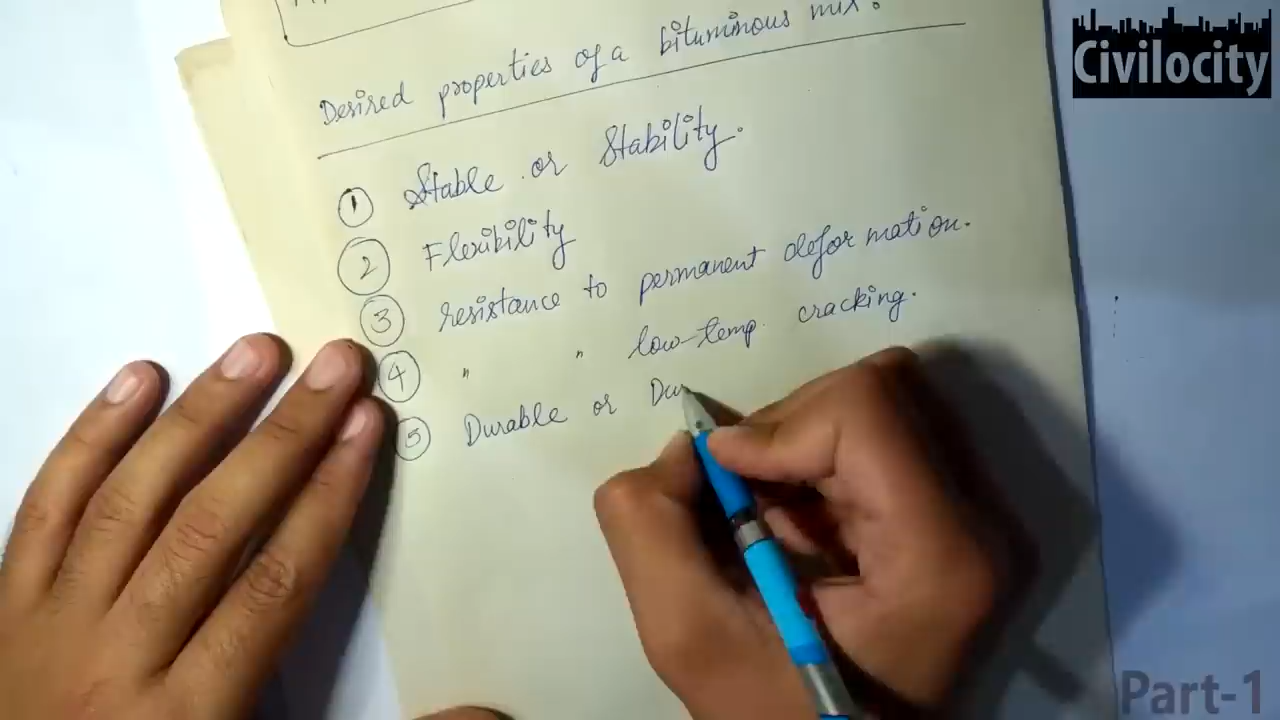 Civilocity
Desired properties of a bituminous mix.
1 Stable or Stability.
2 Flexibility
3 resistance to permanent deformation.
4 " " low-temp. cracking.
5 Durable or Du
Part-1